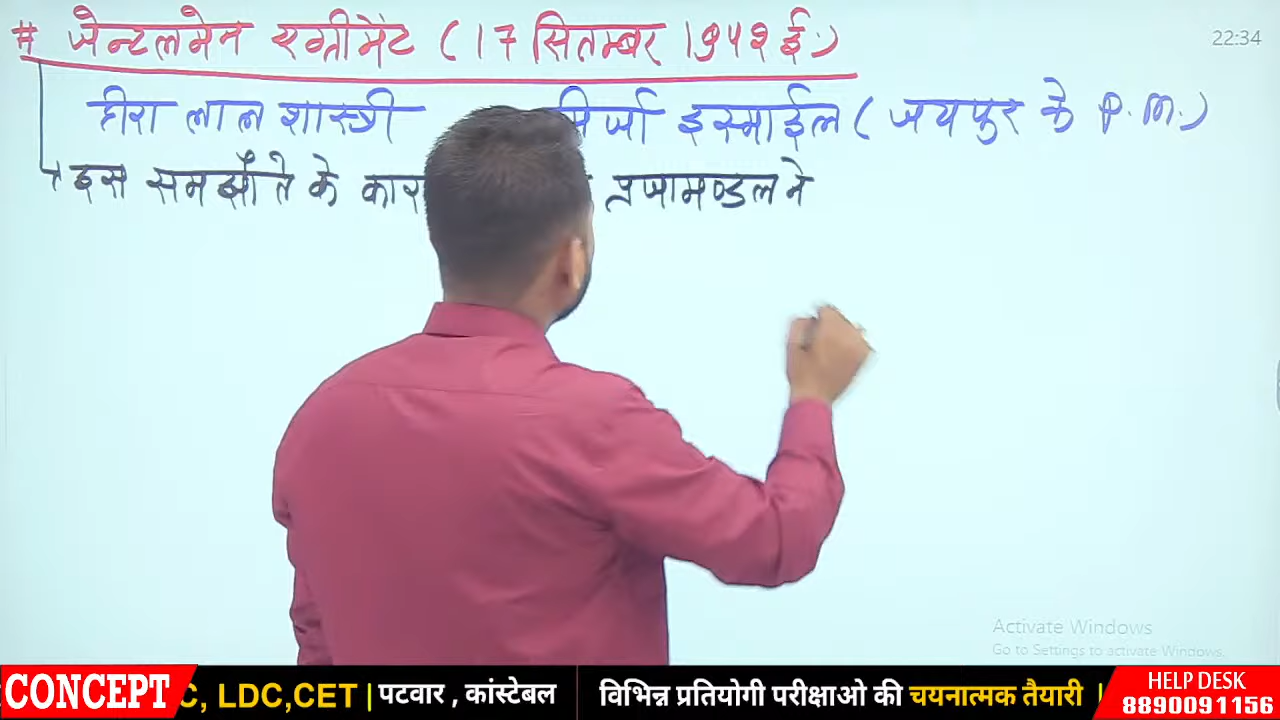 # जेन्टलमेन एग्रीमेंट (17 सितम्बर 1942 ई.)
22:34
हीरा लाल शास्त्री मिर्जा इस्माईल ( जयपुर के P.M.)
इस समझौते के कार प्रजामण्डल ने
Activate Windows
Go to Settings to activate Windows.
CONCEPT C, LDC,CET | पटवार , कांस्टेबल विभिन्न प्रतियोगी परीक्षाओ की चयनात्मक तैयारी | HELP DESK
8890091156